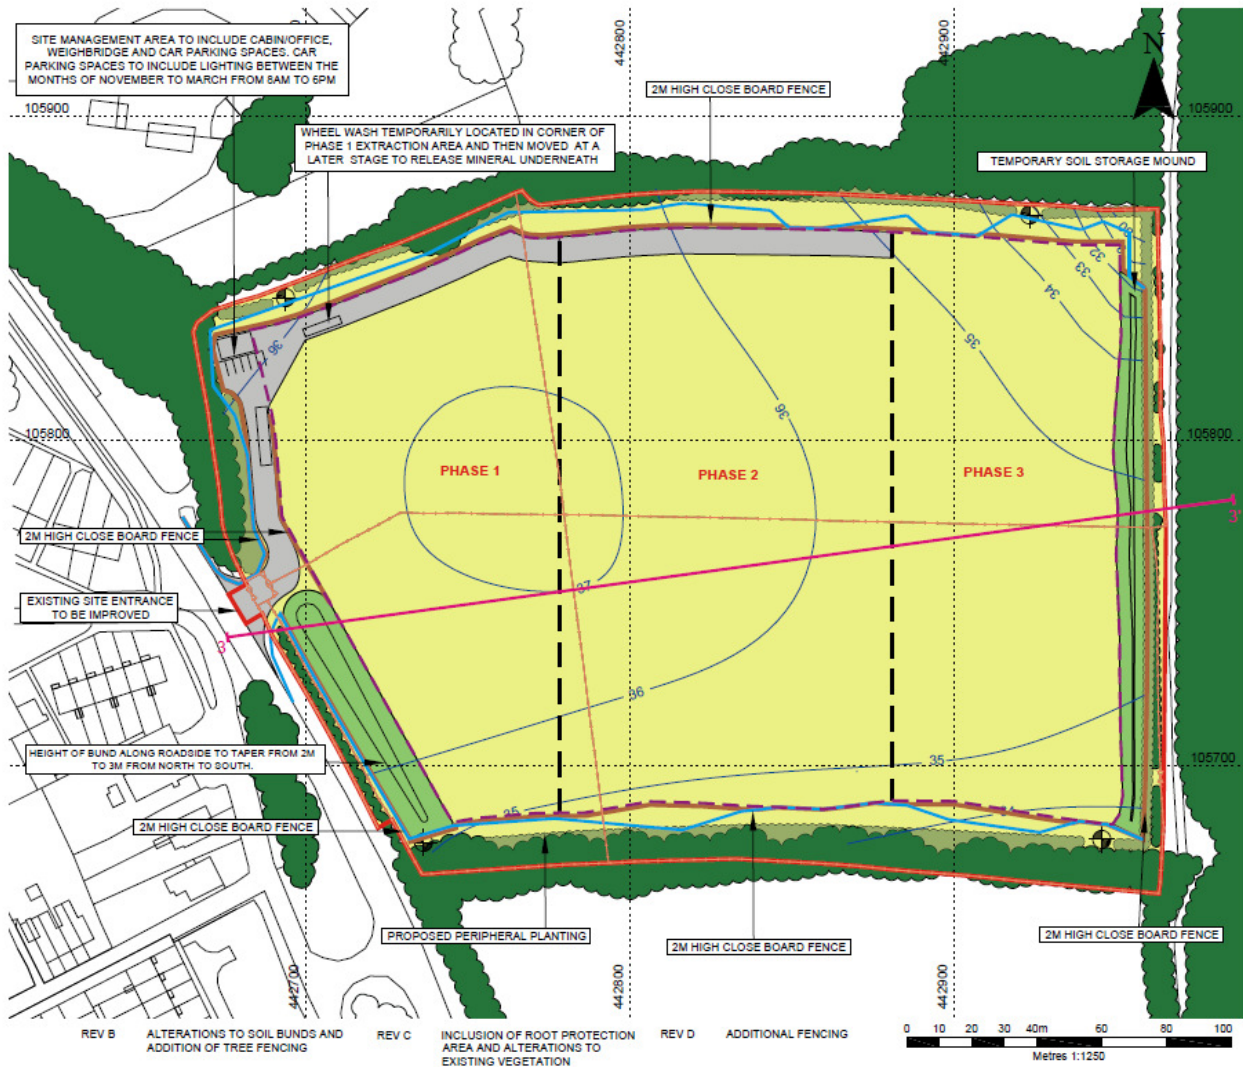 442800
442900
SITE MANAGEMENT AREA TO INCLUDE CABIN/OFFICE,
WEIGHBRIDGE AND CAR PARKING SPACES. CAR
PARKING SPACES TO INCLUDE LIGHTING BETWEEN THE
MONTHS OF NOVEMBER TO MARCH FROM 8AM TO 6PM
N
2M HIGH CLOSE BOARD FENCE
105900
105900
WHEEL WASH TEMPORARILY LOCATED IN CORNER OF
PHASE 1 EXTRACTION AREA AND THEN MOVED AT A
LATER STAGE TO RELEASE MINERAL UNDERNEATH
TEMPORARY SOIL STORAGE MOUND
30
32
33
34
35
36
36
105800
105800
PHASE 1
PHASE 2
PHASE 3
3'
2M HIGH CLOSE BOARD FENCE
37
EXISTING SITE ENTRANCE
TO BE IMPROVED
3
36
HEIGHT OF BUND ALONG ROADSIDE TO TAPER FROM 2M
TO 3M FROM NORTH TO SOUTH.
35
105700
35
2M HIGH CLOSE BOARD FENCE
PROPOSED PERIPHERAL PLANTING
2M HIGH CLOSE BOARD FENCE
2M HIGH CLOSE BOARD FENCE
442700
442800
442900
REV B ALTERATIONS TO SOIL BUNDS AND
ADDITION OF TREE FENCING
REV C INCLUSION OF ROOT PROTECTION
AREA AND ALTERATIONS TO
EXISTING VEGETATION
REV D ADDITIONAL FENCING
0 10 20 30 40m 60 80 100
Metres 1:1250